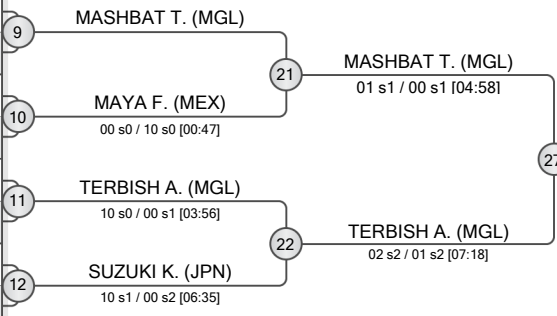 MASHBAT T. (MGL)
9
21
MASHBAT T. (MGL)
01 s1 / 00 s1 [04:58]
MAYA F. (MEX)
10
00 s0 / 10 s0 [00:47]
27
TERBISH A. (MGL)
11
10 s0 / 00 s1 [03:56]
22
TERBISH A. (MGL)
02 s2 / 01 s2 [07:18]
SUZUKI K. (JPN)
12
10 s1 / 00 s2 [06:35]